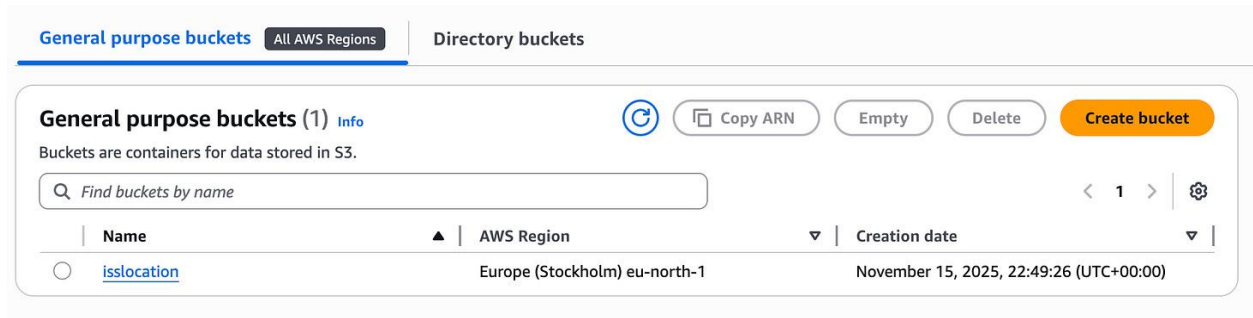 General purpose buckets All AWS Regions Directory buckets
General purpose buckets (1) Info
Copy ARN Empty Delete Create bucket
Buckets are containers for data stored in S3.
Find buckets by name
1
Name AWS Region Creation date
isslocation Europe (Stockholm) eu-north-1 November 15, 2025, 22:49:26 (UTC+00:00)